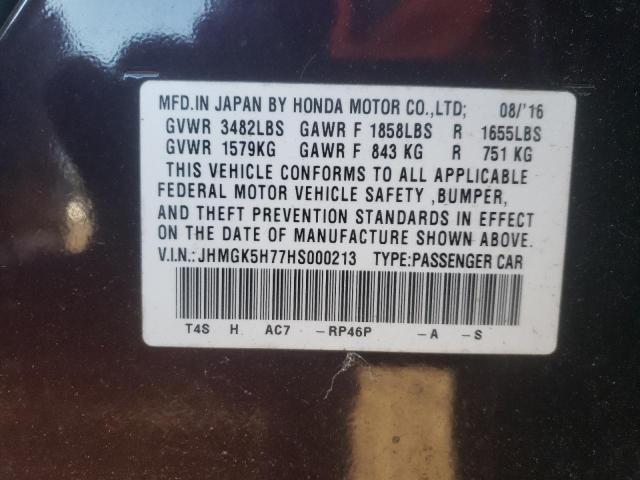 MFD.IN JAPAN BY HONDA MOTOR CO.,LTD; 08/'16
GVWR 3482LBS GAWR F 1858LBS R 1655LBS
GVWR 1579KG GAWR F 843 KG R 751 KG
THIS VEHICLE CONFORMS TO ALL APPLICABLE
FEDERAL MOTOR VEHICLE SAFETY ,BUMPER,
AND THEFT PREVENTION STANDARDS IN EFFECT
ON THE DATE OF MANUFACTURE SHOWN ABOVE.
V.I.N.:JHMGK5H77HS000213 TYPE:PASSENGER CAR
T4S H AC7 -RP46P -A -S